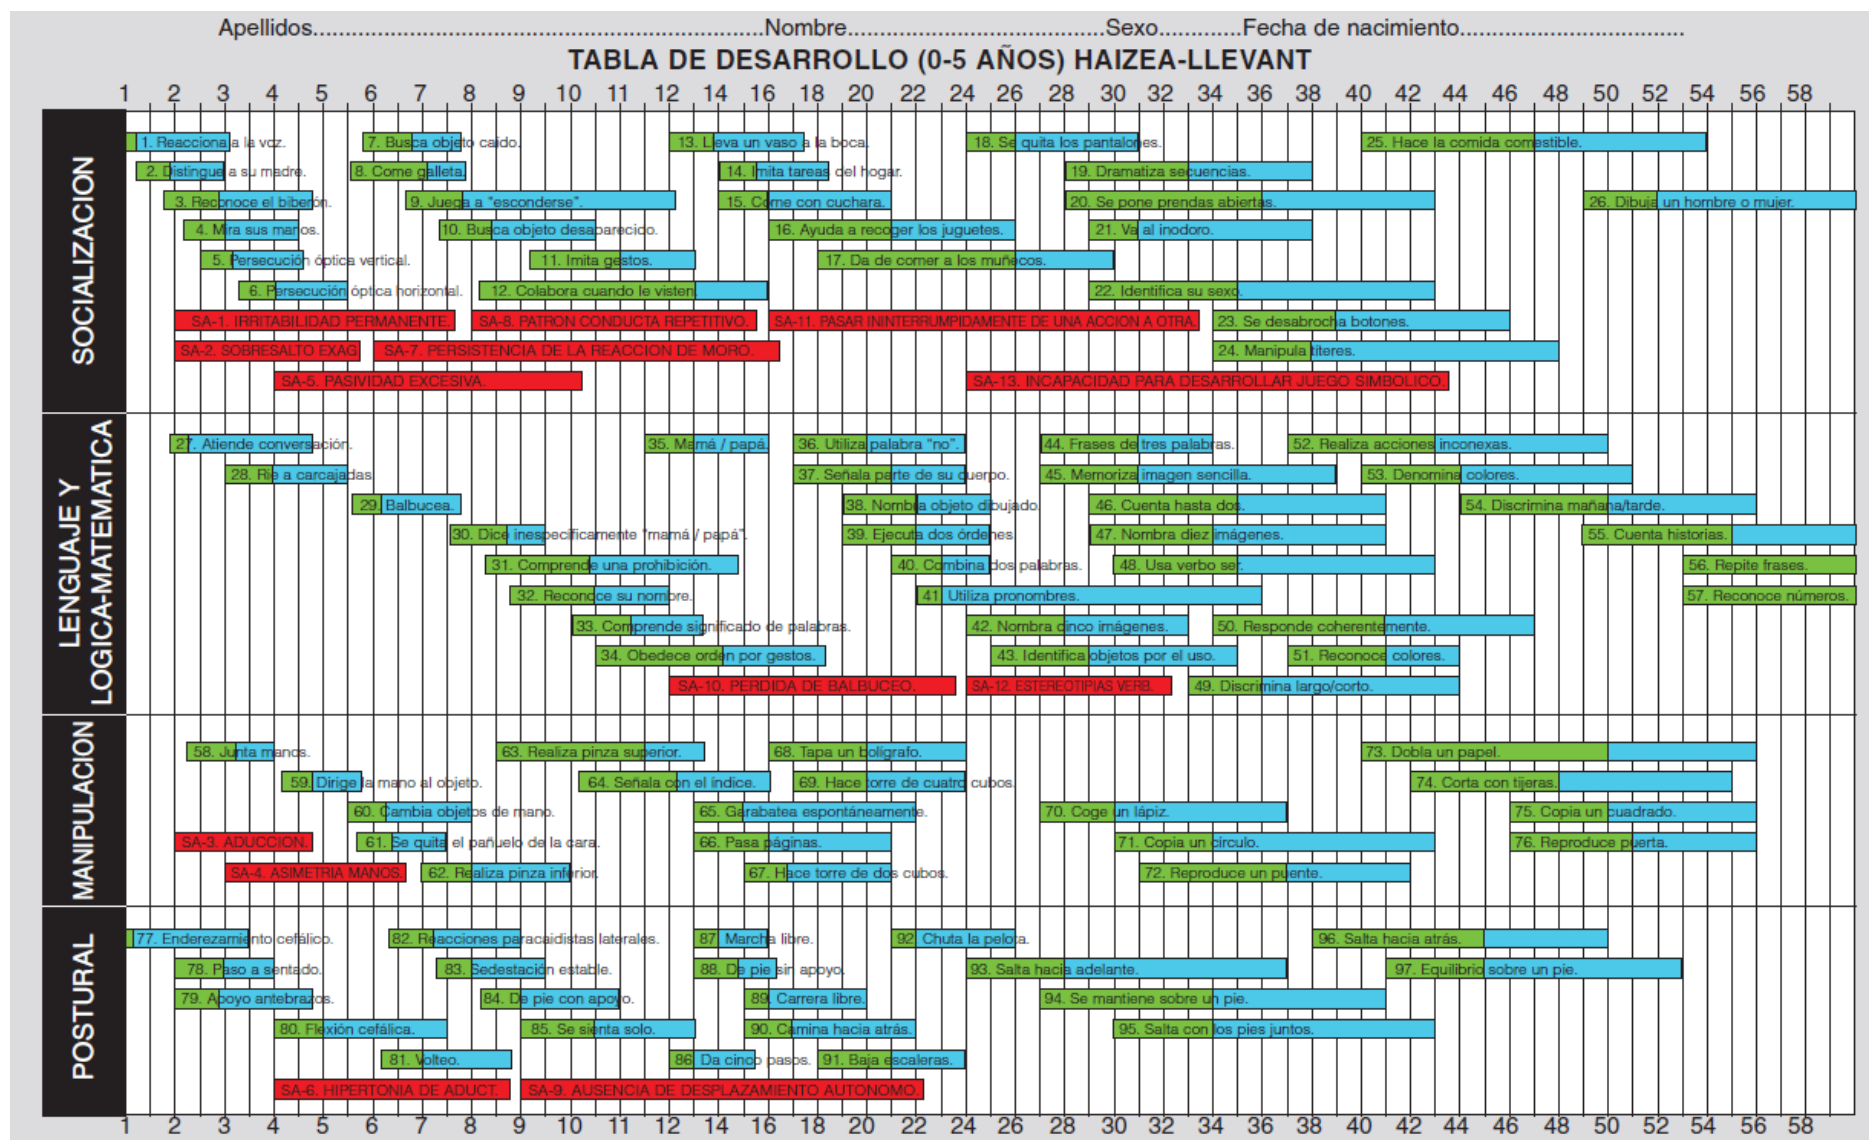 Apellidos......................................................................Nombre........................................Sexo.............Fecha de nacimiento...................................
TABLA DE DESARROLLO (0-5 AÑOS) HAIZEA-LLEVANT
1 2 3 4 5 6 7 8 9 10 11 12 14 16 18 20 22 24 26 28 30 32 34 36 38 40 42 44 46 48 50 52 54 56 58
SOCIALIZACION
1. Reacciona a la voz. 7. Busca objeto caido. 13. Lleva un vaso a la boca. 18. Se quita los pantalones. 25. Hace la comida comestible.
2. Distingue a su madre. 8. Come galleta. 14. Imita tareas del hogar. 19. Dramatiza secuencias.
3. Reconoce el biberón. 9. Juega a "esconderse". 15. Come con cuchara. 20. Se pone prendas abiertas. 26. Dibuja un hombre o mujer.
4. Mira sus manos. 10. Busca objeto desaparecido. 16. Ayuda a recoger los juguetes. 21. Va al inodoro.
5. Persecución óptica vertical. 11. Imita gestos. 17. Da de comer a los muñecos.
6. Persecución óptica horizontal. 12. Colabora cuando le visten. 22. Identifica su sexo.
SA-1. IRRITABILIDAD PERMANENTE. SA-8. PATRON CONDUCTA REPETITIVO. SA-11. PASAR ININTERRUMPIDAMENTE DE UNA ACCION A OTRA. 23. Se desabrocha botones.
SA-2. SOBRESALTO EXAG SA-7. PERSISTENCIA DE LA REACCION DE MORO. 24. Manipula títeres.
SA-5. PASIVIDAD EXCESIVA. SA-13. INCAPACIDAD PARA DESARROLLAR JUEGO SIMBOLICO.
LENGUAJE Y
LOGICA-MATEMATICA
27. Atiende conversación. 35. Mamá / papá. 36. Utiliza palabra "no". 44. Frases de tres palabras. 52. Realiza acciones inconexas.
28. Ríe a carcajadas 37. Señala parte de su cuerpo. 45. Memoriza imagen sencilla. 53. Denomina colores.
29. Balbucea. 38. Nombra objeto dibujado. 46. Cuenta hasta dos. 54. Discrimina mañana/tarde.
30. Dice inespecíficamente "mamá / papá". 39. Ejecuta dos órdenes 47. Nombra diez imágenes. 55. Cuenta historias.
31. Comprende una prohibición. 40. Combina dos palabras. 48. Usa verbo ser. 56. Repite frases.
32. Reconoce su nombre. 41 Utiliza pronombres. 57. Reconoce números.
33. Comprende significado de palabras. 42. Nombra cinco imágenes. 50. Responde coherentemente.
34. Obedece orden por gestos. 43. Identifica objetos por el uso. 51. Reconoce colores.
SA-10. PERDIDA DE BALBUCEO. SA-12. ESTEREOTIPIAS VERB. 49. Discrimina largo/corto.
MANIPULACION
58. Junta manos. 63. Realiza pinza superior. 68. Tapa un bolígrafo. 73. Dobla un papel.
59. Dirige la mano al objeto. 64. Señala con el índice. 69. Hace torre de cuatro cubos. 74. Corta con tijeras.
60. Cambia objetos de mano. 65. Garabatea espontáneamente. 70. Coge un lápiz. 75. Copia un cuadrado.
SA-3. ADUCCION. 61. Se quita el pañuelo de la cara. 66. Pasa páginas. 71. Copia un círculo. 76. Reproduce puerta.
SA-4. ASIMETRIA MANOS. 62. Realiza pinza inferior. 67. Hace torre de dos cubos. 72. Reproduce un puente.
POSTURAL
77. Enderezamiento cefálico. 82. Reacciones paracaidistas laterales. 87 Marcha libre. 92 Chuta la pelota. 96. Salta hacia atrás.
78. Paso a sentado. 83. Sedestación estable. 88. De pie sin apoyo. 93. Salta hacia adelante. 97. Equilibrio sobre un pie.
79. Apoyo antebrazos. 84. De pie con apoyo. 89. Carrera libre. 94. Se mantiene sobre un pie.
80. Flexión cefálica. 85. Se sienta solo. 90. Camina hacia atrás. 95. Salta con los pies juntos.
81. Volteo. 86 Da cinco pasos. 91. Baja escaleras.
SA-6. HIPERTONIA DE ADUCT. SA-9. AUSENCIA DE DESPLAZAMIENTO AUTONOMO.
1 2 3 4 5 6 7 8 9 10 11 12 14 16 18 20 22 24 26 28 30 32 34 36 38 40 42 44 46 48 50 52 54 56 58